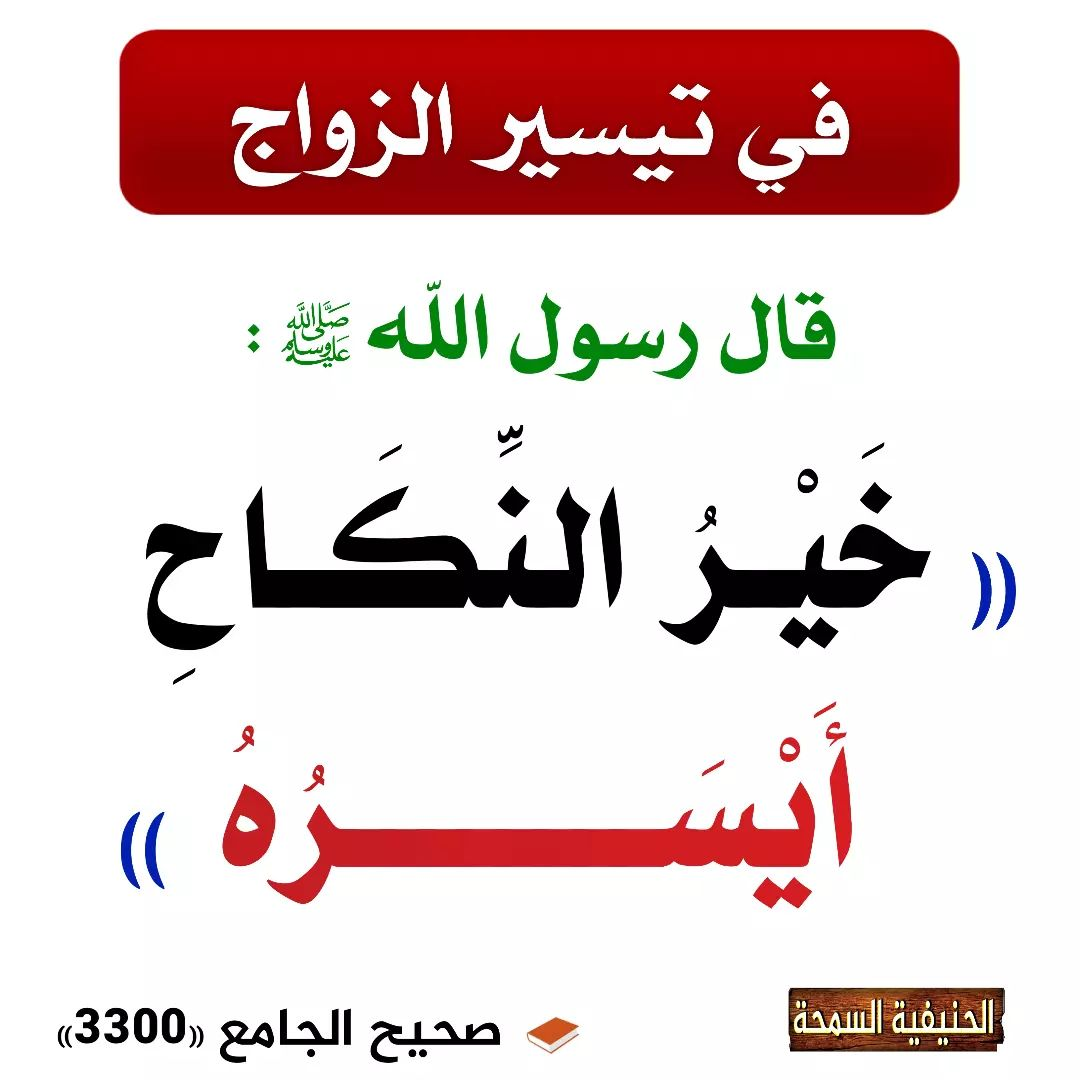 في تيسير الزواج
قال رسول الله ﷺ :
(( خَيْرُ النِّكَاحِ
أَيْسَرُهُ ))
صحيح الجامع ((3300))
الحنيفية السمحة